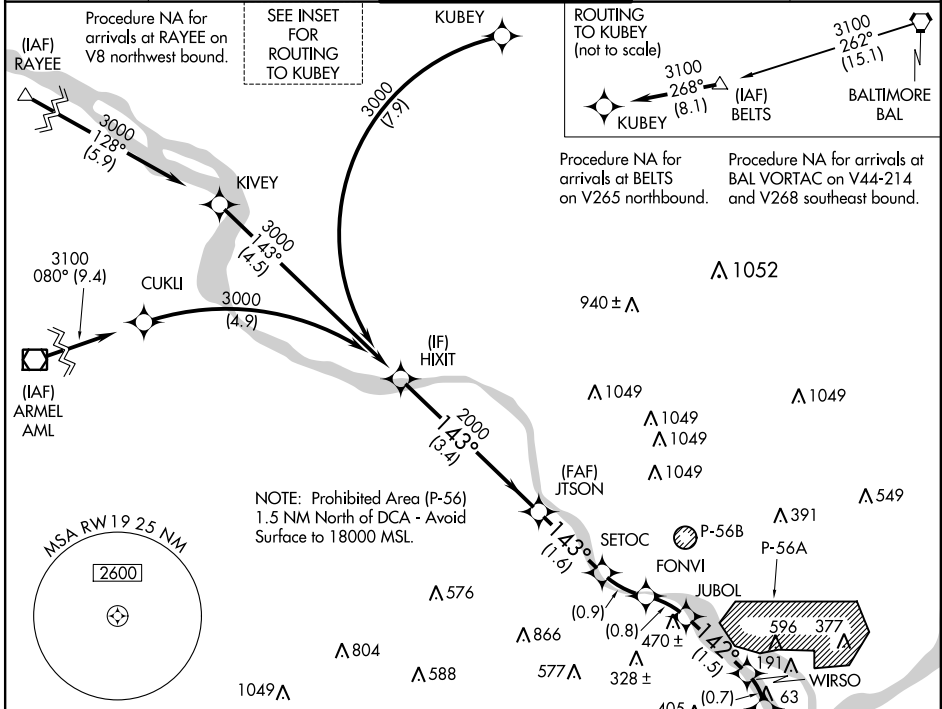 Procedure NA for
arrivals at RAYEE on
V8 northwest bound.
SEE INSET
FOR
ROUTING
TO KUBEY
KUBEY
ROUTING
TO KUBEY
(not to scale)
3100
262°
(15.1)
3100
268°
(8.1)
KUBEY
(IAF)
BELTS
BALTIMORE
BAL
(IAF)
RAYEE
3000
128°
(5.9)
3000
(7.9)
Procedure NA for
arrivals at BELTS
on V265 northbound.
Procedure NA for arrivals at
BAL VORTAC on V44-214
and V268 southeast bound.
KIVEY
3000
143°
(4.5)
3100
080° (9.4)
CUKLI
3000
(4.9)
(IAF)
ARMEL
AML
(IF)
HIXIT
1052
940 ±
1049
1049
1049
1049
1049
2000
143°
(3.4)
(FAF)
JTSON
549
391
NOTE: Prohibited Area (P-56)
1.5 NM North of DCA - Avoid
Surface to 18000 MSL.
143°
(1.6)
SETOC
P-56B
P-56A
FONVI
JUBOL
MSA RW19 25 NM
2600
576
(0.9)
(0.8)
470 ±
142°
(1.5)
596
377
866
804
588
577
328 ±
191
WIRSO
1049
(0.7)
63
405